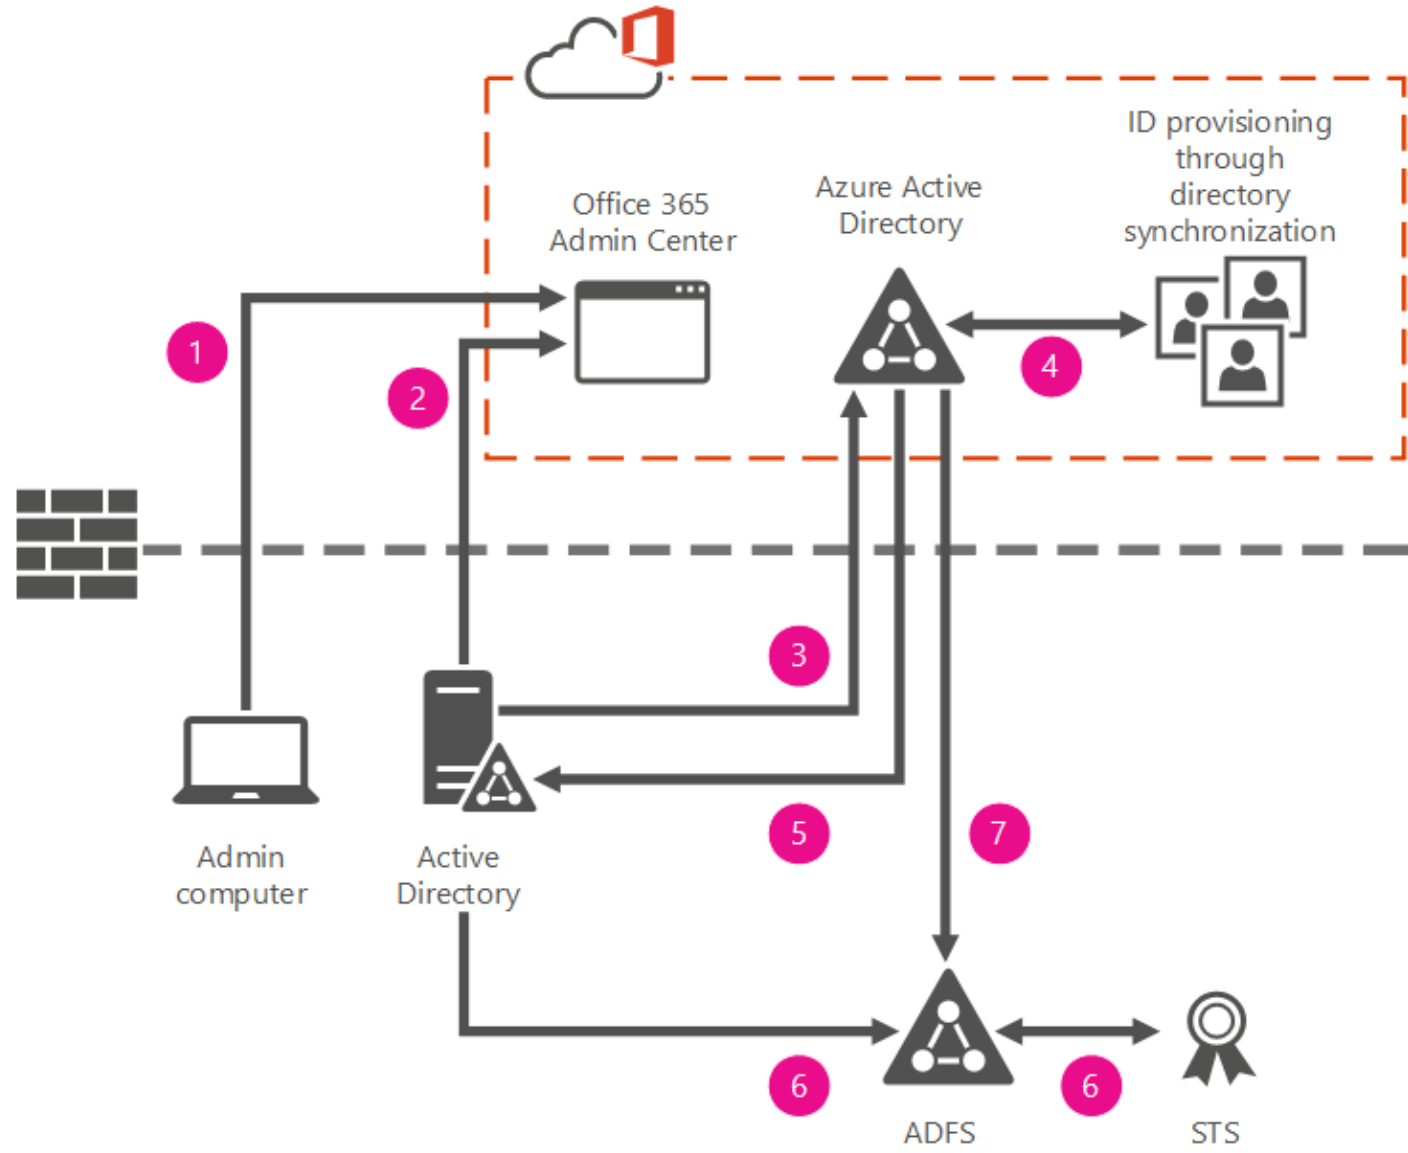 ID provisioning
through
directory
synchronization
Azure Active
Directory
Office 365
Admin Center
1
2
4
3
5
7
Admin
computer
Active
Directory
6
6
ADFS
STS